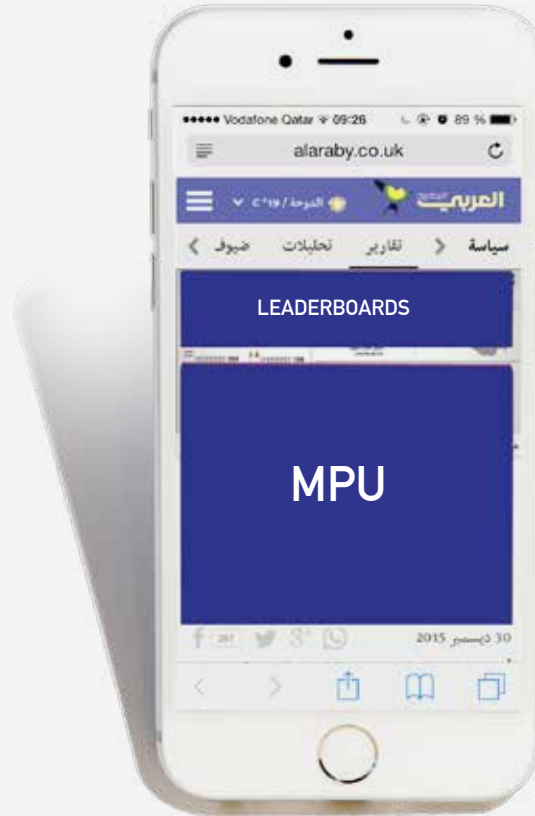 Vodafone Qatar 09:26 89 %
alaraby.co.uk
العربي الدوحة / 19° C
سياسة تقارير تحليلات ضيوف
LEADERBOARDS
MPU
30 ديسمبر 2015